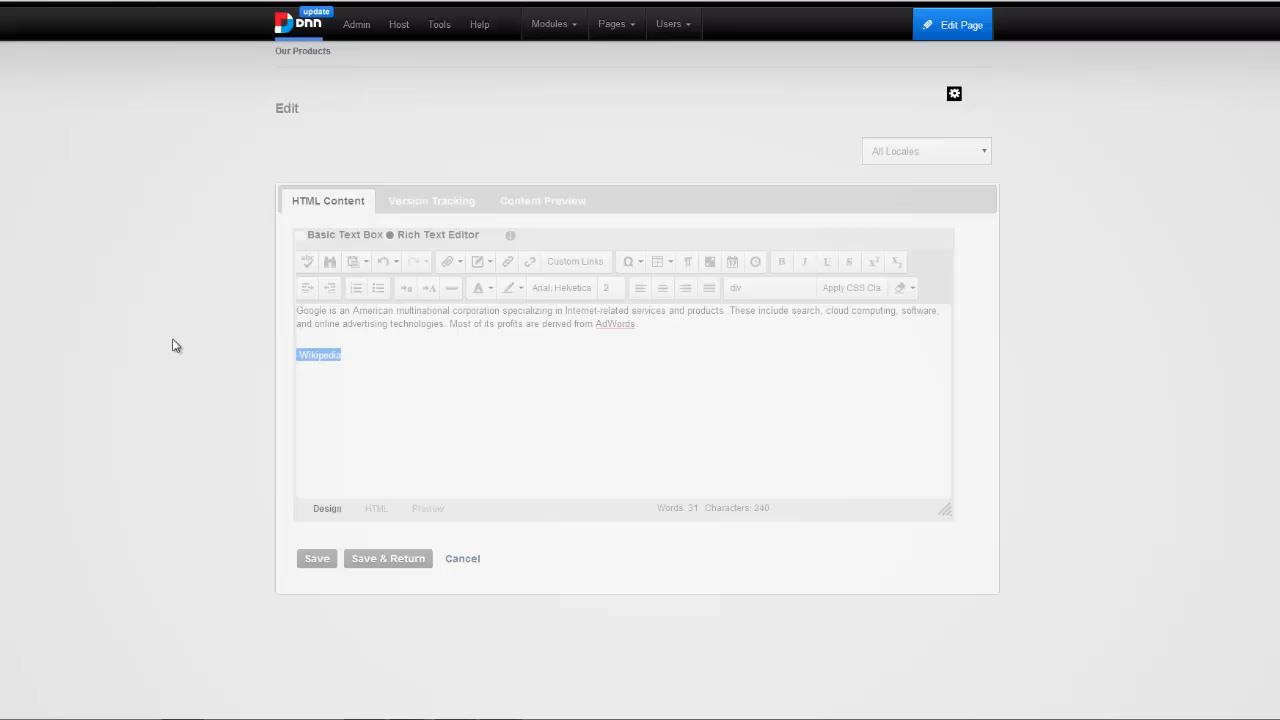 update
DNN Admin Host Tools Help Modules Pages Users Edit Page
Our Products
Edit
All Locales
HTML Content Version Tracking Content Preview
Basic Text Box Rich Text Editor
abc Custom Links B I U S X² X₂
Arial, Helvetica 2 div Apply CSS Cla
Google is an American multinational corporation specializing in Internet-related services and products. These include search, cloud computing, software,
and online advertising technologies. Most of its profits are derived from AdWords.
-Wikipedia
Design HTML Preview Words: 31 Characters: 240
Save Save & Return Cancel